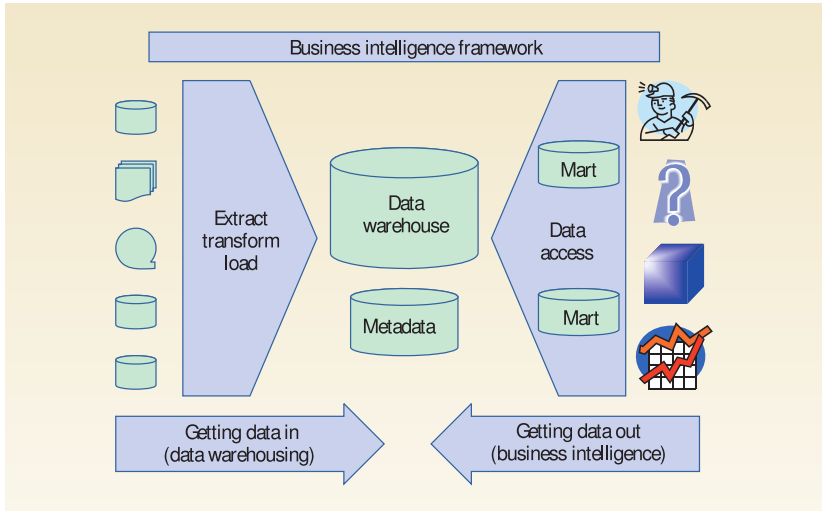 Business intelligence framework
Extract
transform
load
Data
warehouse
Metadata
Mart
Data
access
Mart
Getting data in
(data warehousing)
Getting data out
(business intelligence)